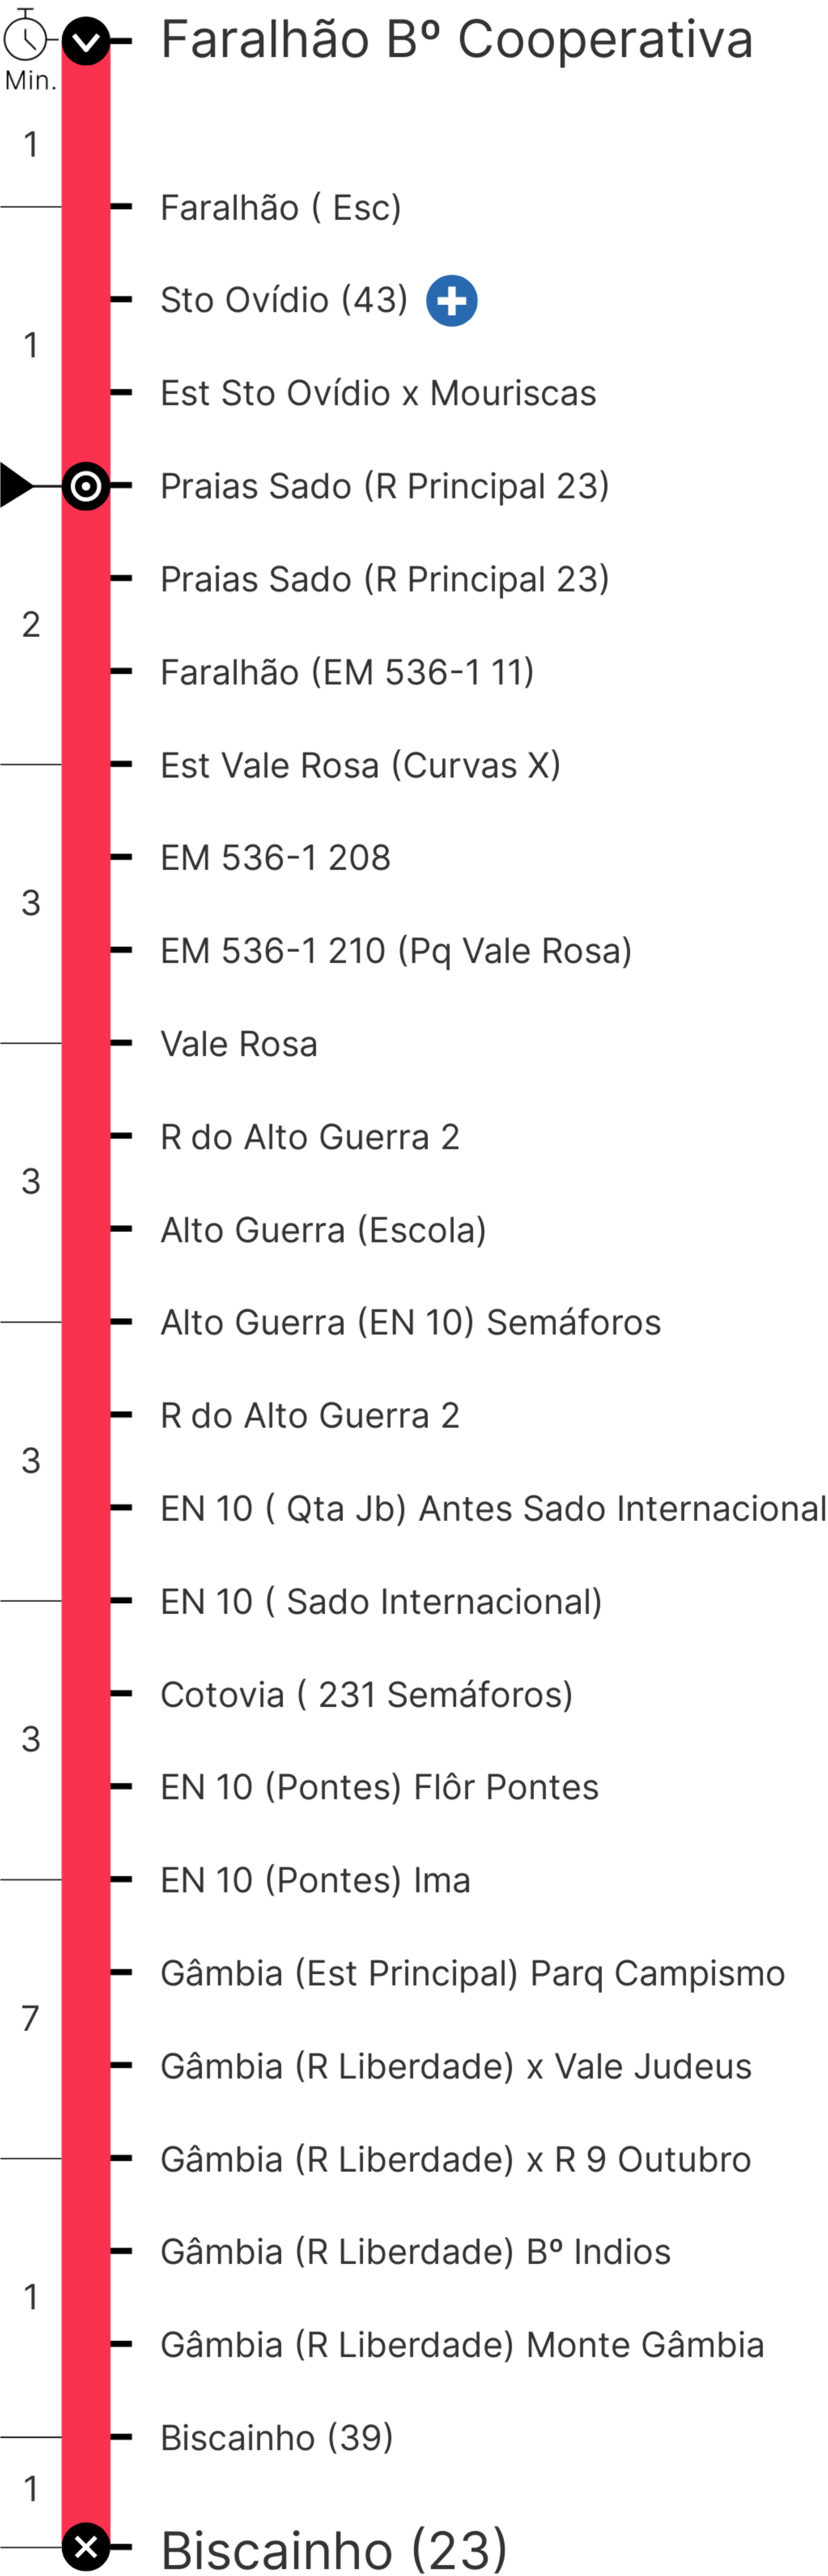 Faralhão Bº Cooperativa
Min.
1
Faralhão ( Esc)
Sto Ovídio (43)
1
Est Sto Ovídio x Mouriscas
Praias Sado (R Principal 23)
Praias Sado (R Principal 23)
2
Faralhão (EM 536-1 11)
Est Vale Rosa (Curvas X)
EM 536-1 208
3
EM 536-1 210 (Pq Vale Rosa)
Vale Rosa
R do Alto Guerra 2
3
Alto Guerra (Escola)
Alto Guerra (EN 10) Semáforos
R do Alto Guerra 2
3
EN 10 ( Qta Jb) Antes Sado Internacional
EN 10 ( Sado Internacional)
Cotovia ( 231 Semáforos)
3
EN 10 (Pontes) Flôr Pontes
EN 10 (Pontes) Ima
Gâmbia (Est Principal) Parq Campismo
7
Gâmbia (R Liberdade) x Vale Judeus
Gâmbia (R Liberdade) x R 9 Outubro
Gâmbia (R Liberdade) Bº Indios
1
Gâmbia (R Liberdade) Monte Gâmbia
Biscainho (39)
1
Biscainho (23)